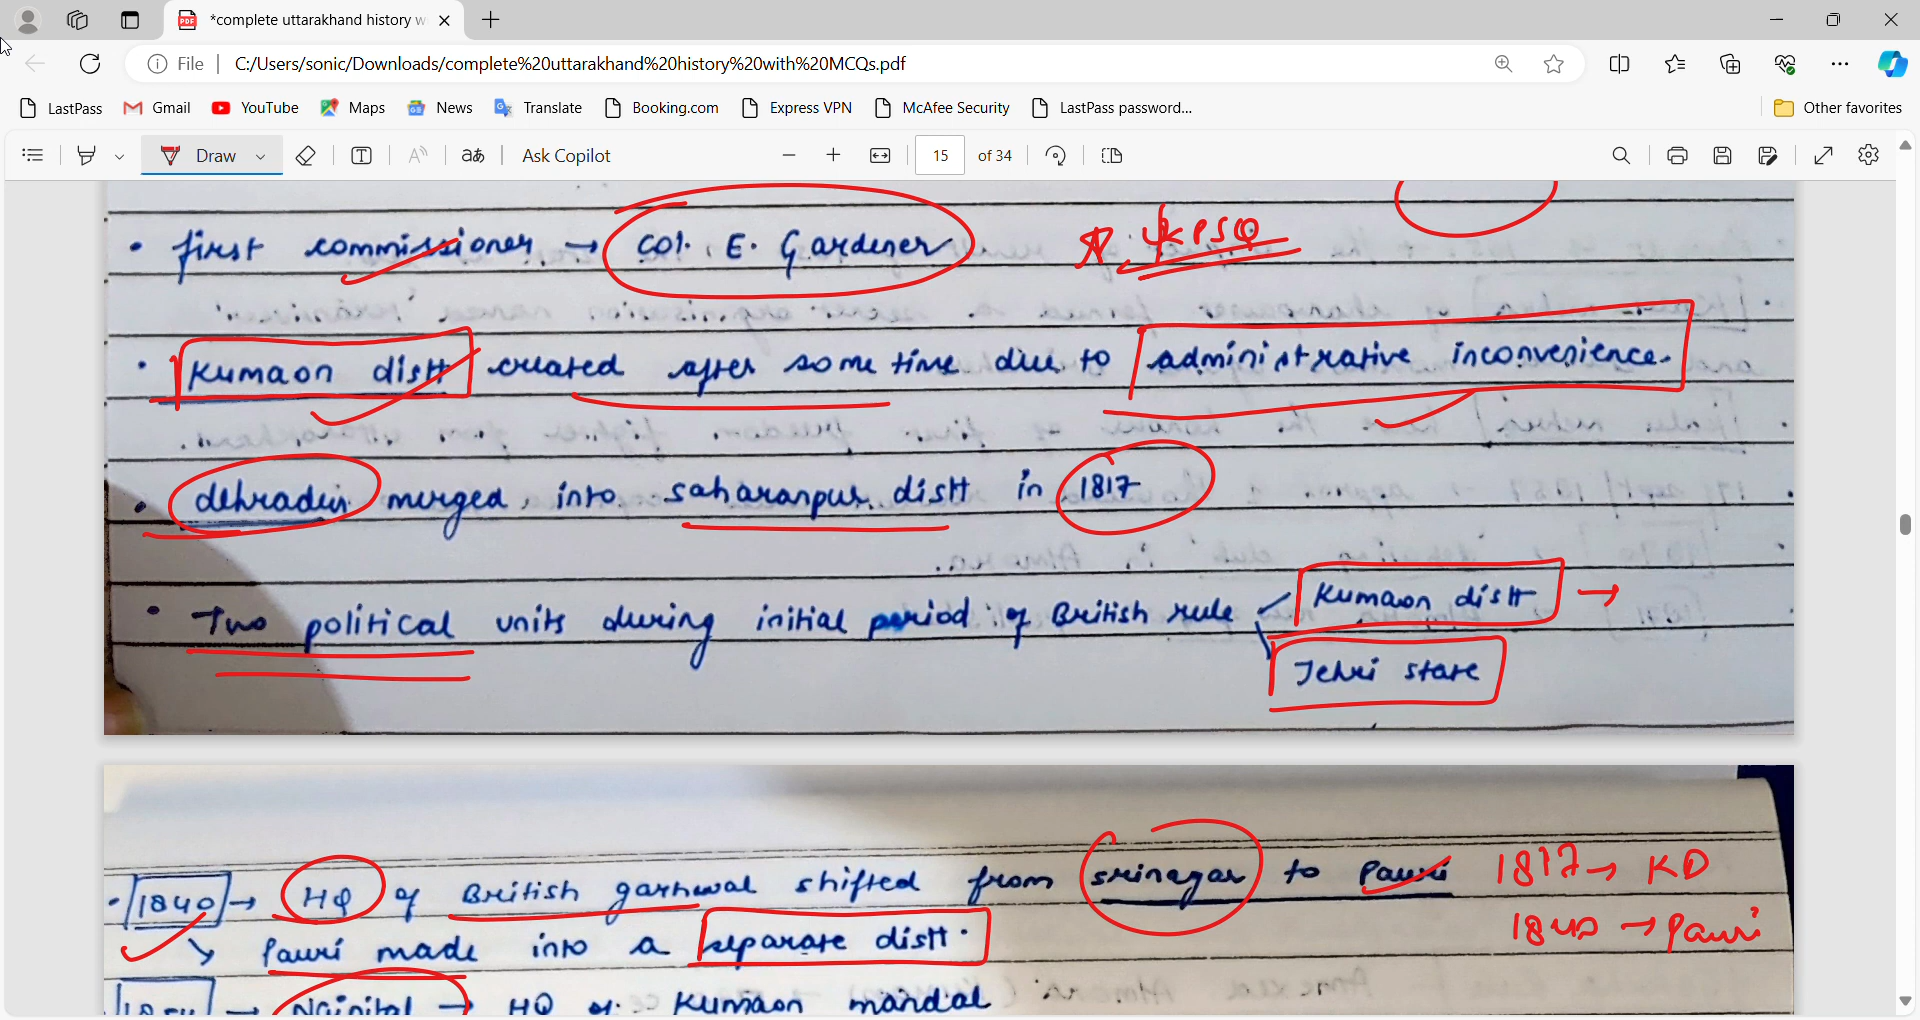 *complete uttarakhand history w
File
C:/Users/sonic/Downloads/complete%20uttarakhand%20history%20with%20MCQs.pdf
LastPass Gmail YouTube Maps News Translate Booking.com Express VPN McAfee Security LastPass password... Other favorites
Draw Ask Copilot 15 of 34
• first commissioner → Col. E. Gardener UKPSQ
• Kumaon distt created after some time due to administrative inconvenience.
• dehradun merged into saharanpur distt in 1817
• Two political units during initial period of British rule Kumaon distt →
Tehri state
• 1840 → HQ of British garhwal shifted from srinagar to Pauri 1817 → KD
↘ Pauri made into a separate distt. 1840 → Pauri
→ Nainital → HQ of Kumaon mandal